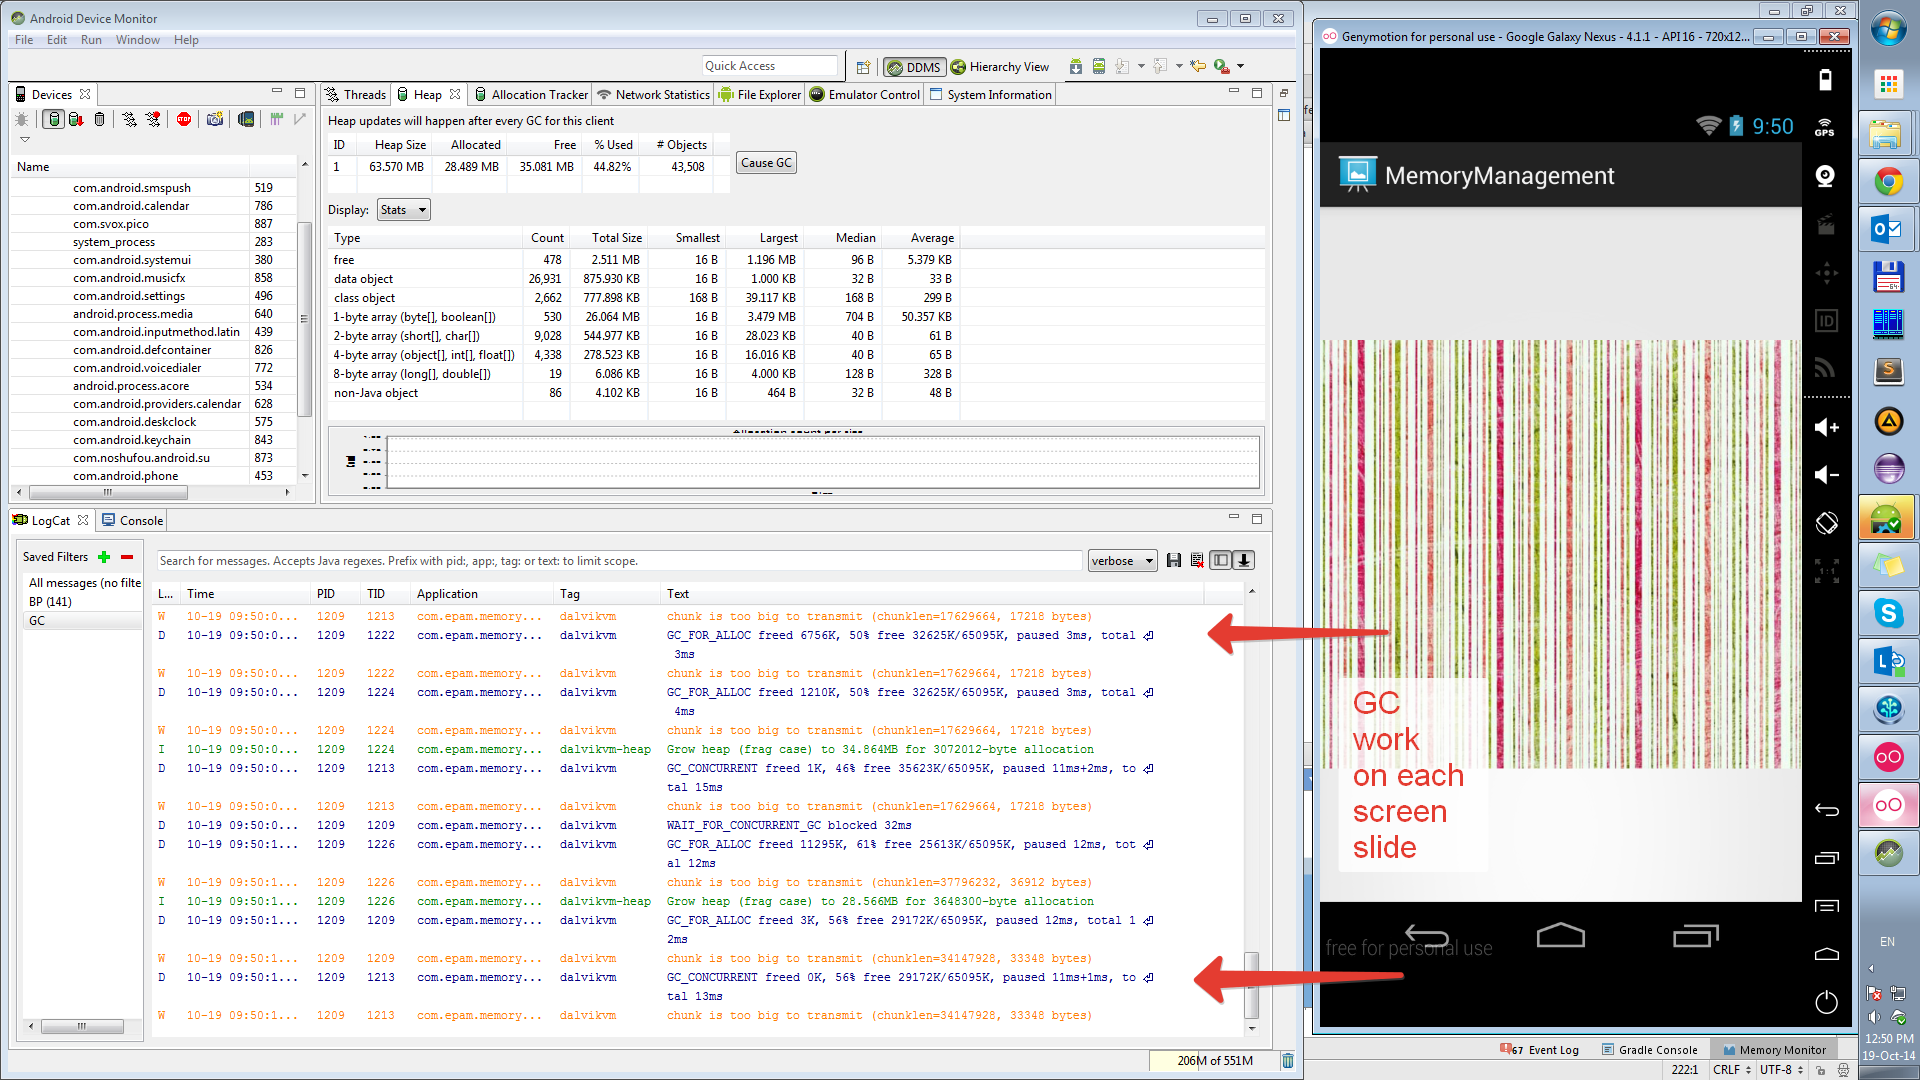 Android Device Monitor
File Edit Run Window Help
Quick Access
DDMS
Hierarchy View
Devices
Name
com.android.smspush 519
com.android.calendar 786
com.svox.pico 887
system_process 283
com.android.systemui 380
com.android.musicfx 858
com.android.settings 496
android.process.media 640
com.android.inputmethod.latin 439
com.android.defcontainer 826
com.android.voicedialer 772
android.process.acore 534
com.android.providers.calendar 628
com.android.deskclock 575
com.android.keychain 843
com.noshufou.android.su 873
com.android.phone 453
Threads Heap Allocation Tracker Network Statistics File Explorer Emulator Control System Information
Heap updates will happen after every GC for this client
ID Heap Size Allocated Free % Used # Objects
1 63.570 MB 28.489 MB 35.081 MB 44.82% 43,508
Cause GC
Display: Stats
Type Count Total Size Smallest Largest Median Average
free 478 2.511 MB 16 B 1.196 MB 96 B 5.379 KB
data object 26,931 875.930 KB 16 B 1.000 KB 32 B 33 B
class object 2,662 777.898 KB 168 B 39.117 KB 168 B 299 B
1-byte array (byte[], boolean[]) 530 26.064 MB 16 B 3.479 MB 704 B 50.357 KB
2-byte array (short[], char[]) 9,028 544.977 KB 16 B 28.023 KB 40 B 61 B
4-byte array (object[], int[], float[]) 4,338 278.523 KB 16 B 16.016 KB 40 B 65 B
8-byte array (long[], double[]) 19 6.086 KB 16 B 4.000 KB 128 B 328 B
non-Java object 86 4.102 KB 16 B 464 B 32 B 48 B
LogCat Console
Saved Filters
All messages (no filte
BP (141)
GC
Search for messages. Accepts Java regexes. Prefix with pid:, app:, tag: or text: to limit scope.
verbose
L... Time PID TID Application Tag Text
W 10-19 09:50:0... 1209 1213 com.epam.memory... dalvikvm chunk is too big to transmit (chunklen=17629664, 17218 bytes)
D 10-19 09:50:0... 1209 1222 com.epam.memory... dalvikvm GC_FOR_ALLOC freed 6756K, 50% free 32625K/65095K, paused 3ms, total
3ms
W 10-19 09:50:0... 1209 1222 com.epam.memory... dalvikvm chunk is too big to transmit (chunklen=17629664, 17218 bytes)
D 10-19 09:50:0... 1209 1224 com.epam.memory... dalvikvm GC_FOR_ALLOC freed 1210K, 50% free 32625K/65095K, paused 3ms, total
4ms
W 10-19 09:50:0... 1209 1224 com.epam.memory... dalvikvm chunk is too big to transmit (chunklen=17629664, 17218 bytes)
I 10-19 09:50:0... 1209 1224 com.epam.memory... dalvikvm-heap Grow heap (frag case) to 34.864MB for 3072012-byte allocation
D 10-19 09:50:0... 1209 1213 com.epam.memory... dalvikvm GC_CONCURRENT freed 1K, 46% free 35623K/65095K, paused 11ms+2ms, to
tal 15ms
W 10-19 09:50:0... 1209 1213 com.epam.memory... dalvikvm chunk is too big to transmit (chunklen=17629664, 17218 bytes)
D 10-19 09:50:0... 1209 1209 com.epam.memory... dalvikvm WAIT_FOR_CONCURRENT_GC blocked 32ms
D 10-19 09:50:1... 1209 1226 com.epam.memory... dalvikvm GC_FOR_ALLOC freed 11295K, 61% free 25613K/65095K, paused 12ms, tot
al 12ms
W 10-19 09:50:1... 1209 1226 com.epam.memory... dalvikvm chunk is too big to transmit (chunklen=37796232, 36912 bytes)
I 10-19 09:50:1... 1209 1226 com.epam.memory... dalvikvm-heap Grow heap (frag case) to 28.566MB for 3648300-byte allocation
D 10-19 09:50:1... 1209 1209 com.epam.memory... dalvikvm GC_FOR_ALLOC freed 3K, 56% free 29172K/65095K, paused 12ms, total 1
2ms
W 10-19 09:50:1... 1209 1209 com.epam.memory... dalvikvm chunk is too big to transmit (chunklen=34147928, 33348 bytes)
D 10-19 09:50:1... 1209 1213 com.epam.memory... dalvikvm GC_CONCURRENT freed 0K, 56% free 29172K/65095K, paused 11ms+1ms, to
tal 13ms
W 10-19 09:50:1... 1209 1213 com.epam.memory... dalvikvm chunk is too big to transmit (chunklen=34147928, 33348 bytes)
206M of 551M
Genymotion for personal use - Google Galaxy Nexus - 4.1.1 - API 16 - 720x12...
9:50
GPS
MemoryManagement
ID
1:1
GC
work
on each
screen
slide
free for personal use
67 Event Log Gradle Console Memory Monitor
222:1 CRLF UTF-8
EN
12:50 PM
19-Oct-14